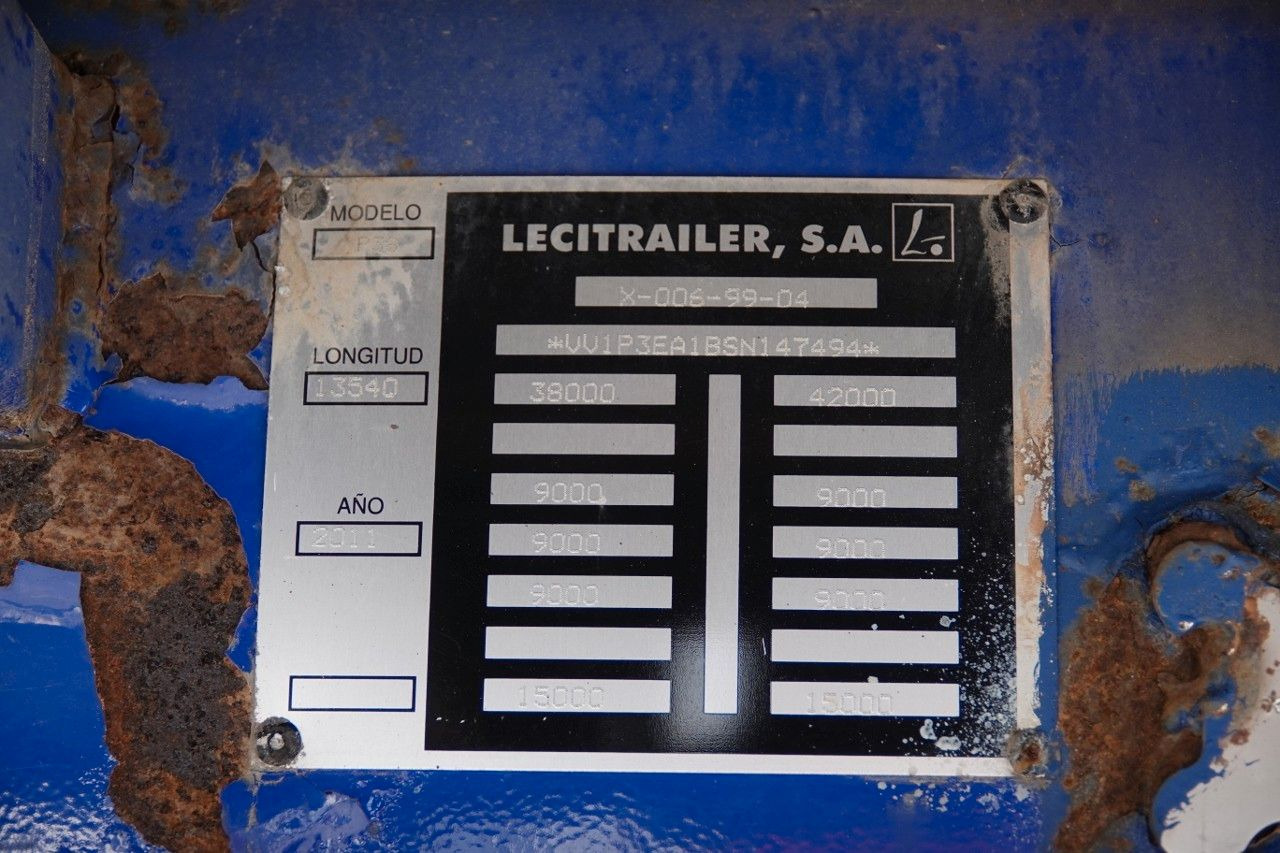 MODELO
LECITRAILER, S.A.
X-006-99-04
*VV1P3EA1BSN147494*
LONGITUD
13540
38000 42000
9000 9000
AÑO
2011
9000 9000
9000 9000
15000 15000